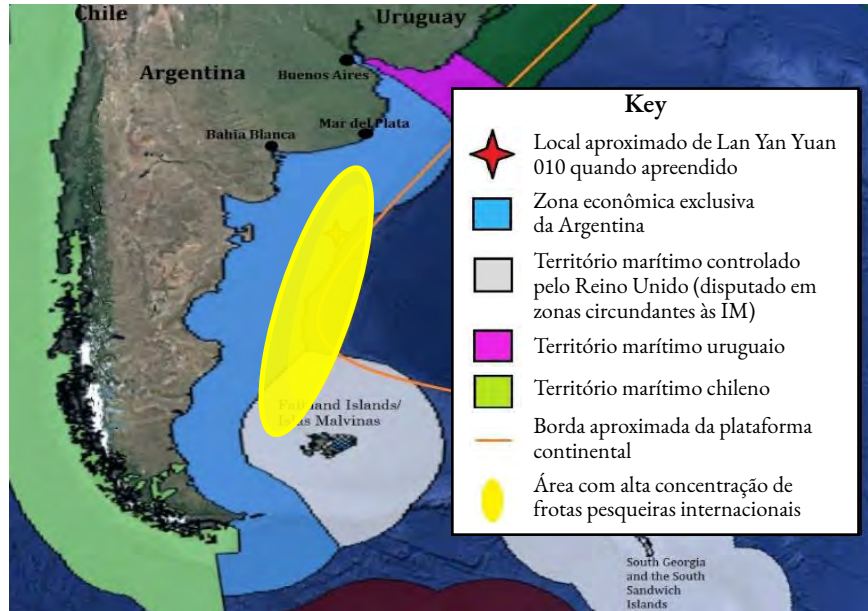 Chile
Uruguay
Argentina
Buenos Aires
Mar del Plata
Bahia Blanca
Falkland Islands/
Islas Malvinas
South Georgia
and the South
Sandwich
Islands
Key
Local aproximado de Lan Yan Yuan
010 quando apreendido
Zona econômica exclusiva
da Argentina
Território marítimo controlado
pelo Reino Unido (disputado em
zonas circundantes às IM)
Território marítimo uruguaio
Território marítimo chileno
Borda aproximada da plataforma
continental
Área com alta concentração de
frotas pesqueiras internacionais